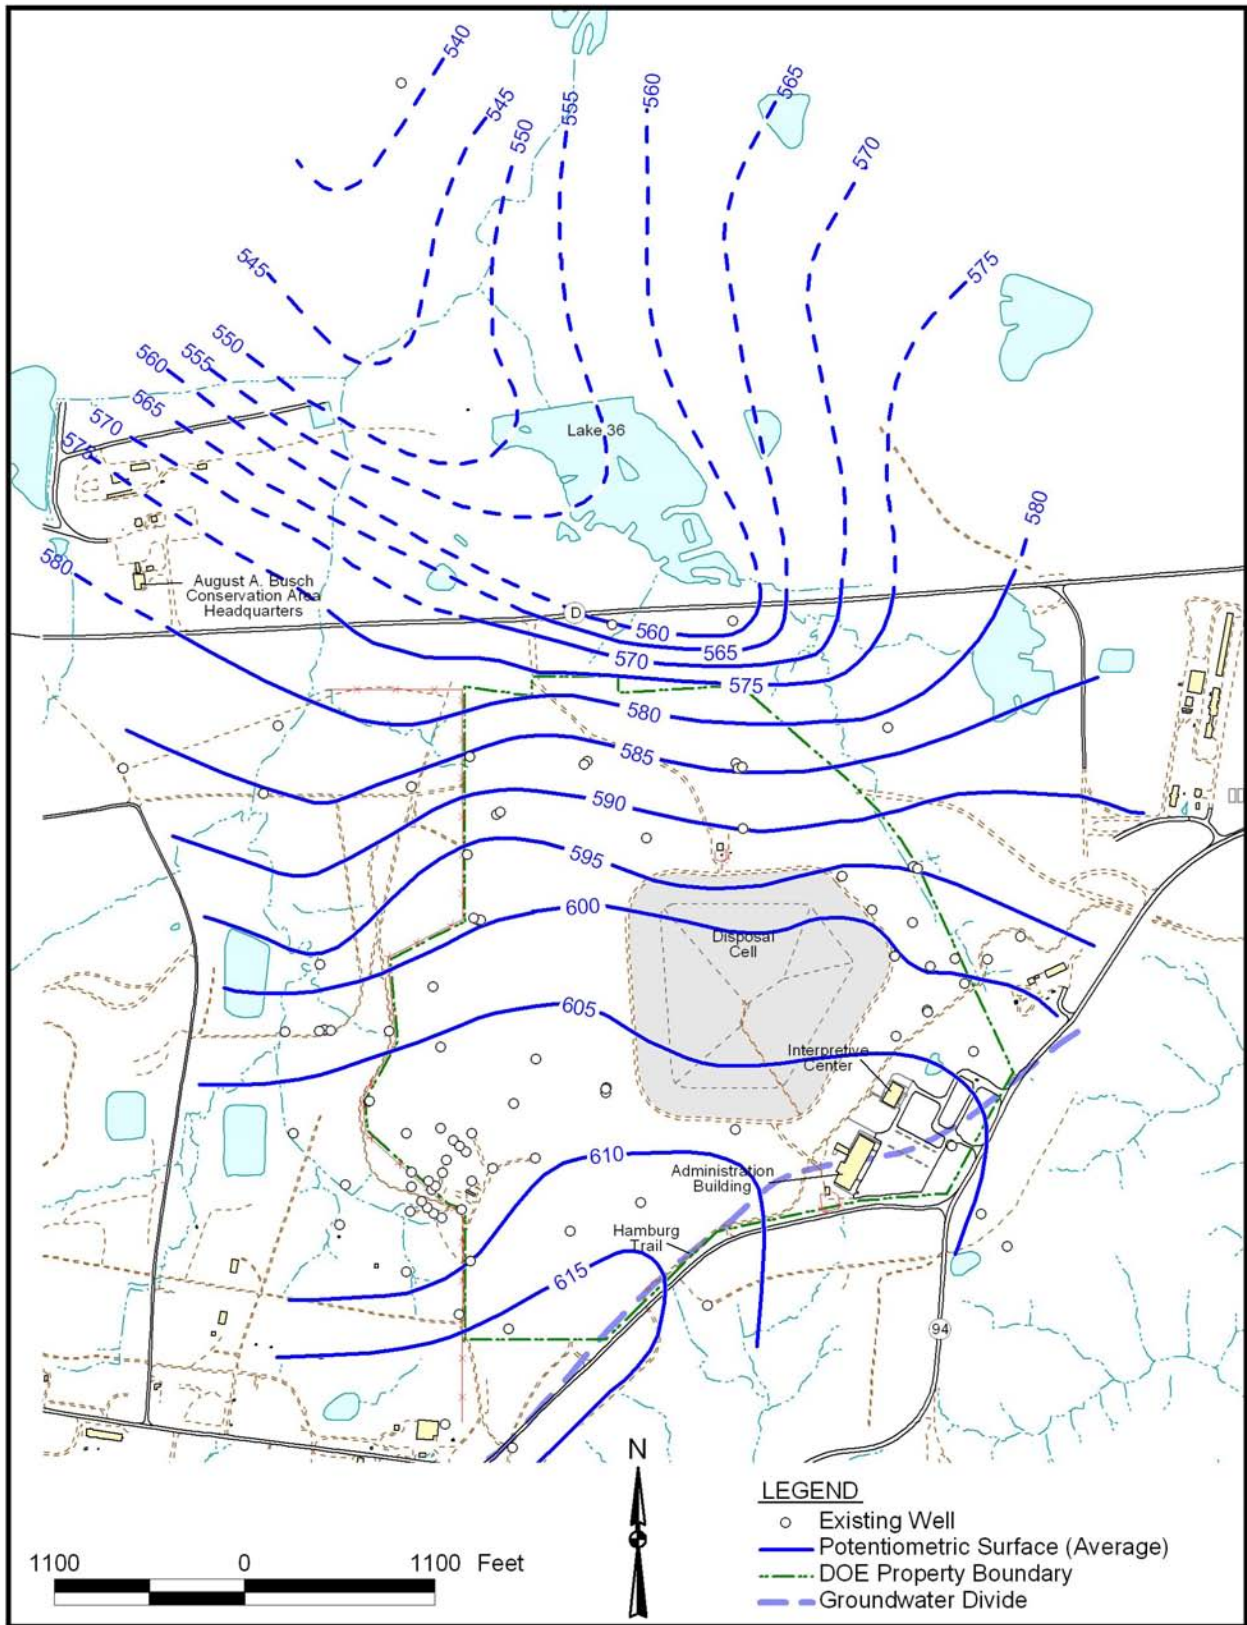 540
545
550
555
560
565
570
575
545
550
555
560
565
570
575
580
580
Lake 36
August A. Busch
Conservation Area
Headquarters
D
560
565
570
575
580
585
590
595
600
Disposal
Cell
605
Interpretive
Center
610
Administration
Building
Hamburg
Trail
615
94
N
1100 0 1100 Feet
LEGEND
Existing Well
Potentiometric Surface (Average)
DOE Property Boundary
Groundwater Divide